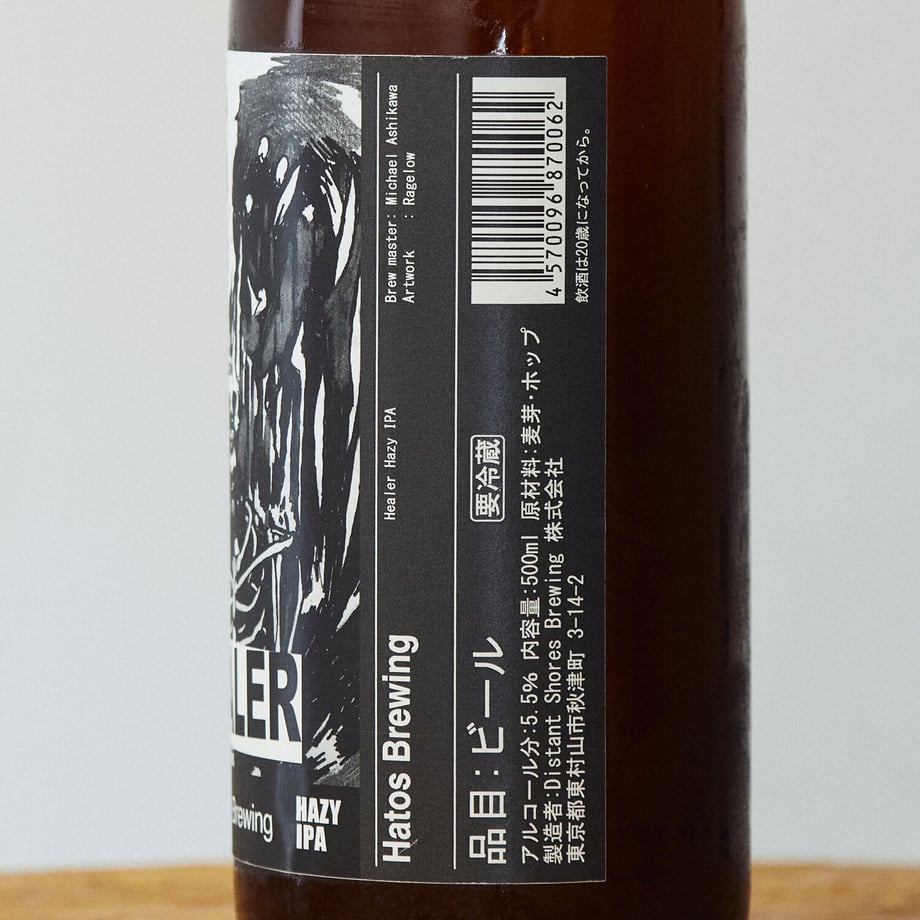 LER
Brewing
HAZY
IPA
Hatos Brewing
Healer Hazy IPA
Brew master: Michael Ashikawa
Artwork : Ragelow
品目:ビール
要冷蔵
アルコール分:5.5% 内容量:500ml 原材料:麦芽・ホップ
製造者:Distant Shores Brewing 株式会社
東京都東村山市秋津町 3-14-2
4 570096 870062
飲酒は20歳になってから。